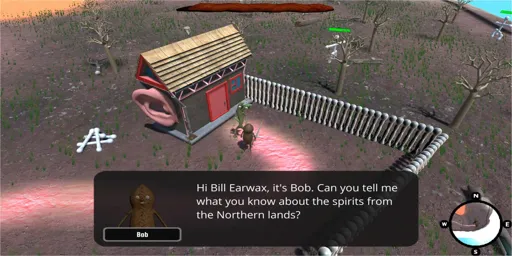 Hi Bill Earwax, it's Bob. Can you tell me
what you know about the spirits from
the Northern lands?
Bob
N
W
E
S